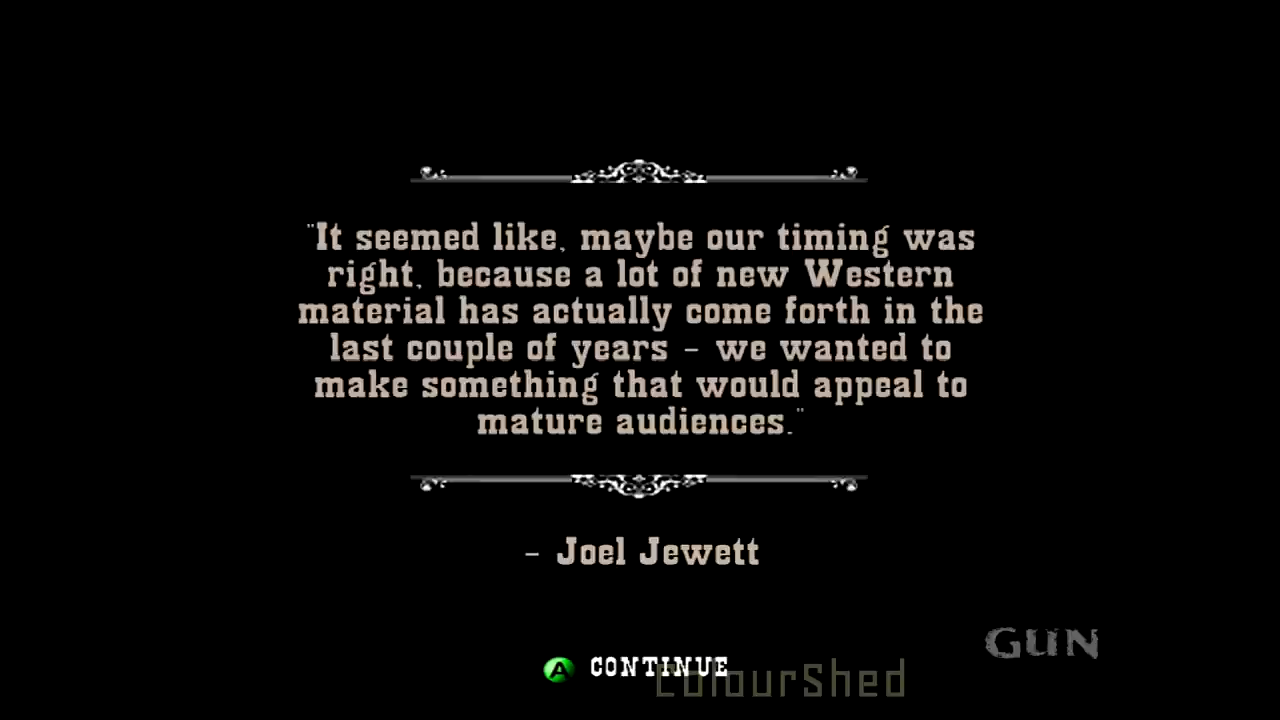 "It seemed like, maybe our timing was
right, because a lot of new Western
material has actually come forth in the
last couple of years - we wanted to
make something that would appeal to
mature audiences."
- Joel Jewett
GUN
A CONTINUE
ColourShed